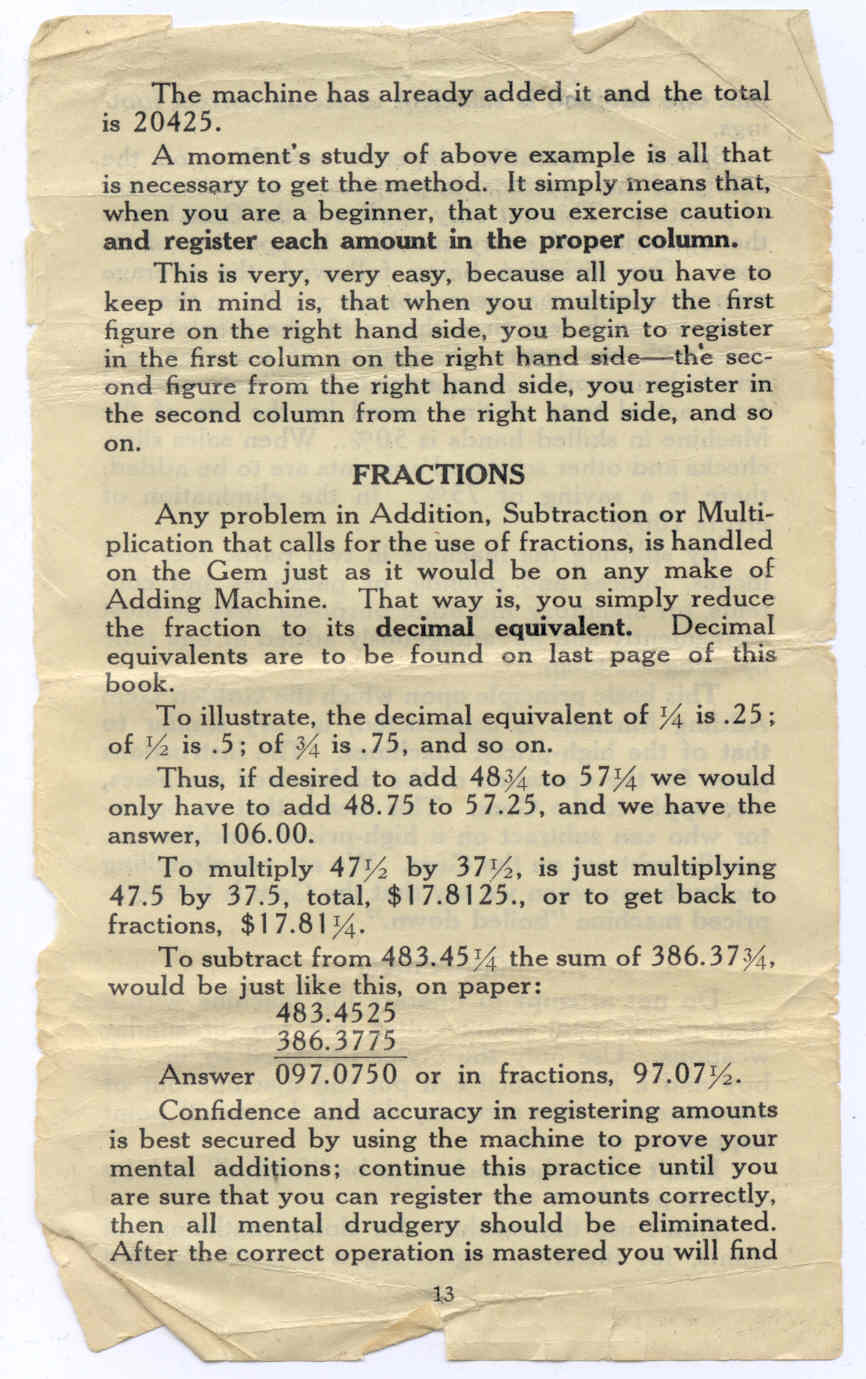 The machine has already added it and the total
is 20425.
A moment's study of above example is all that
is necessary to get the method. It simply means that,
when you are a beginner, that you exercise caution
and register each amount in the proper column.
This is very, very easy, because all you have to
keep in mind is, that when you multiply the first
figure on the right hand side, you begin to register
in the first column on the right hand side—the sec-
ond figure from the right hand side, you register in
the second column from the right hand side, and so
on.
FRACTIONS
Any problem in Addition, Subtraction or Multi-
plication that calls for the use of fractions, is handled
on the Gem just as it would be on any make of
Adding Machine. That way is, you simply reduce
the fraction to its decimal equivalent. Decimal
equivalents are to be found on last page of this
book.
To illustrate, the decimal equivalent of ¼ is .25;
of ½ is .5; of ¾ is .75, and so on.
Thus, if desired to add 48¾ to 57¼ we would
only have to add 48.75 to 57.25, and we have the
answer, 106.00.
To multiply 47½ by 37½, is just multiplying
47.5 by 37.5, total, $17.8125., or to get back to
fractions, $17.81¼.
To subtract from 483.45¼ the sum of 386.37¾,
would be just like this, on paper:
483.4525
386.3775
Answer 097.0750 or in fractions, 97.07½.
Confidence and accuracy in registering amounts
is best secured by using the machine to prove your
mental additions; continue this practice until you
are sure that you can register the amounts correctly,
then all mental drudgery should be eliminated.
After the correct operation is mastered you will find
13